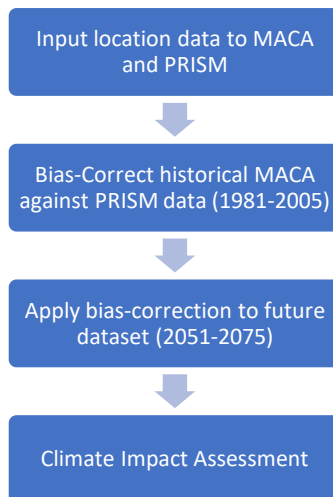 Input location data to MACA
and PRISM
Bias-Correct historical MACA
against PRISM data (1981-2005)
Apply bias-correction to future
dataset (2051-2075)
Climate Impact Assessment